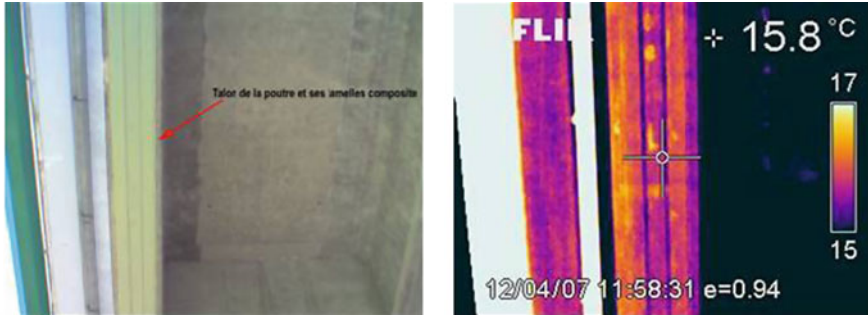 Talon de la poutre et ses lamelles composite
FLIR
15.8 °C
17
15
12/04/07 11:58:31 e=0.94